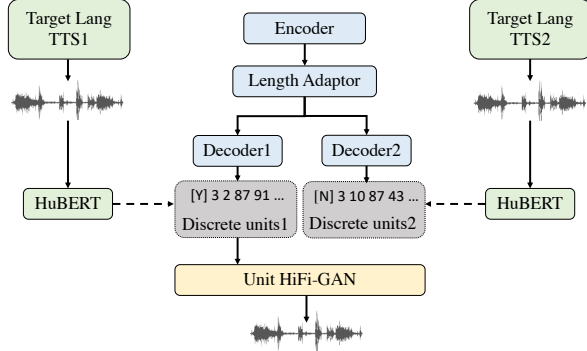 Target Lang
TTS1
Encoder
Target Lang
TTS2
Length Adaptor
Decoder1
Decoder2
[Y] 3 2 87 91 ...
Discrete units1
[N] 3 10 87 43 ...
Discrete units2
HuBERT
HuBERT
Unit HiFi-GAN